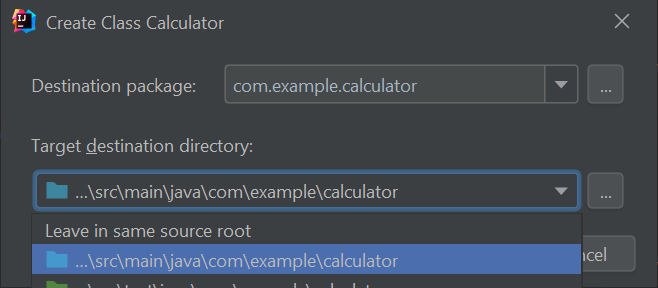 IJ
Create Class Calculator
Destination package:
com.example.calculator
...
Target destination directory:
...\src\main\java\com\example\calculator
...
Leave in same source root
...\src\main\java\com\example\calculator
ncel